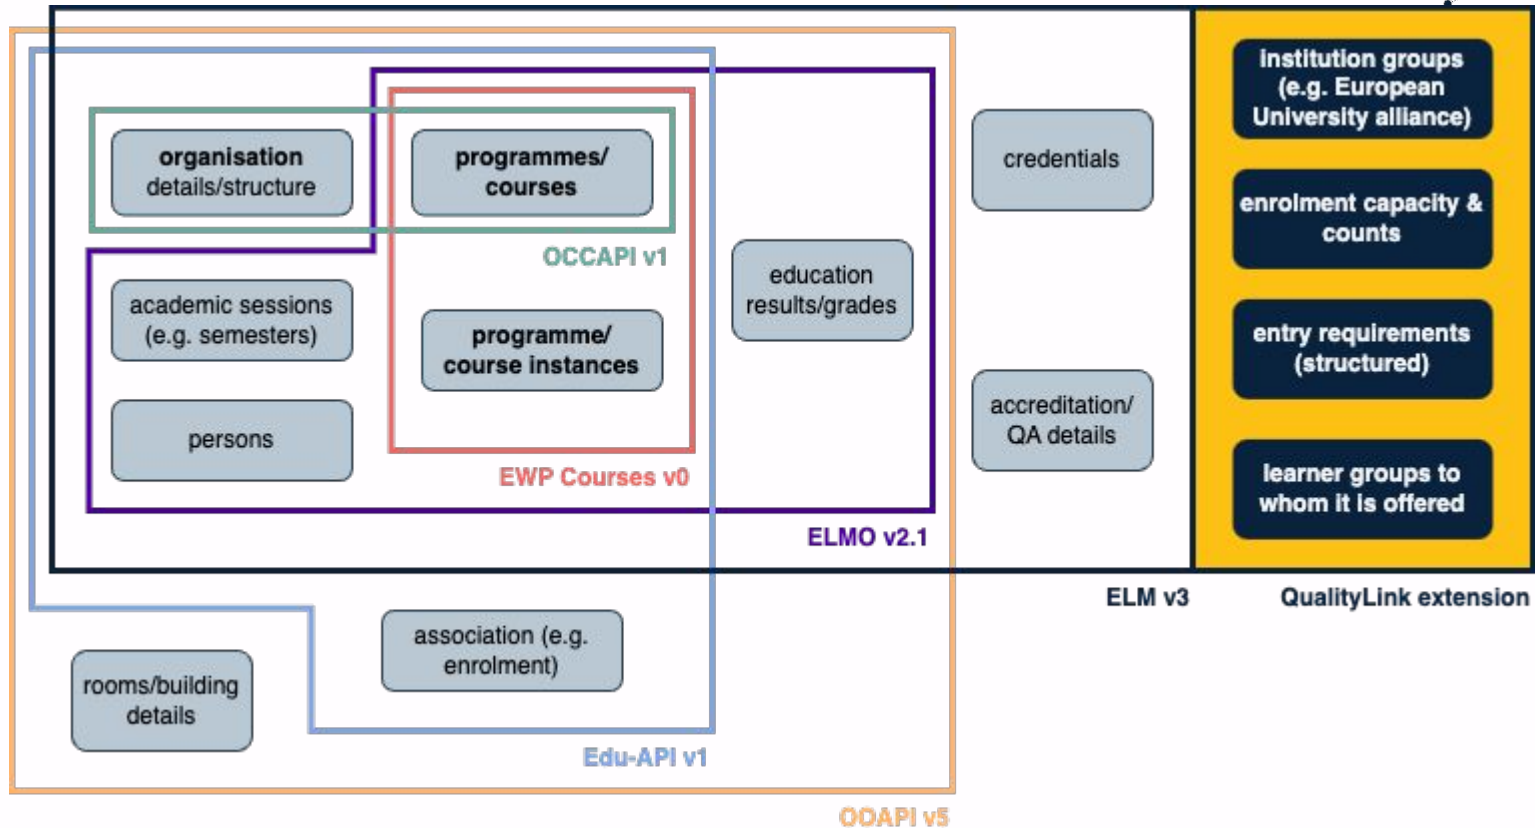 institution groups
(e.g. European
University alliance)
organisation
details/structure
programmes/
courses
credentials
enrolment capacity &
counts
OCCAPI v1
education
results/grades
academic sessions
(e.g. semesters)
programme/
course instances
entry requirements
(structured)
persons
accreditation/
QA details
EWP Courses v0
learner groups to
whom it is offered
ELMO v2.1
ELM v3
QualityLink extension
association (e.g.
enrolment)
rooms/building
details
Edu-API v1
OOAPI v5